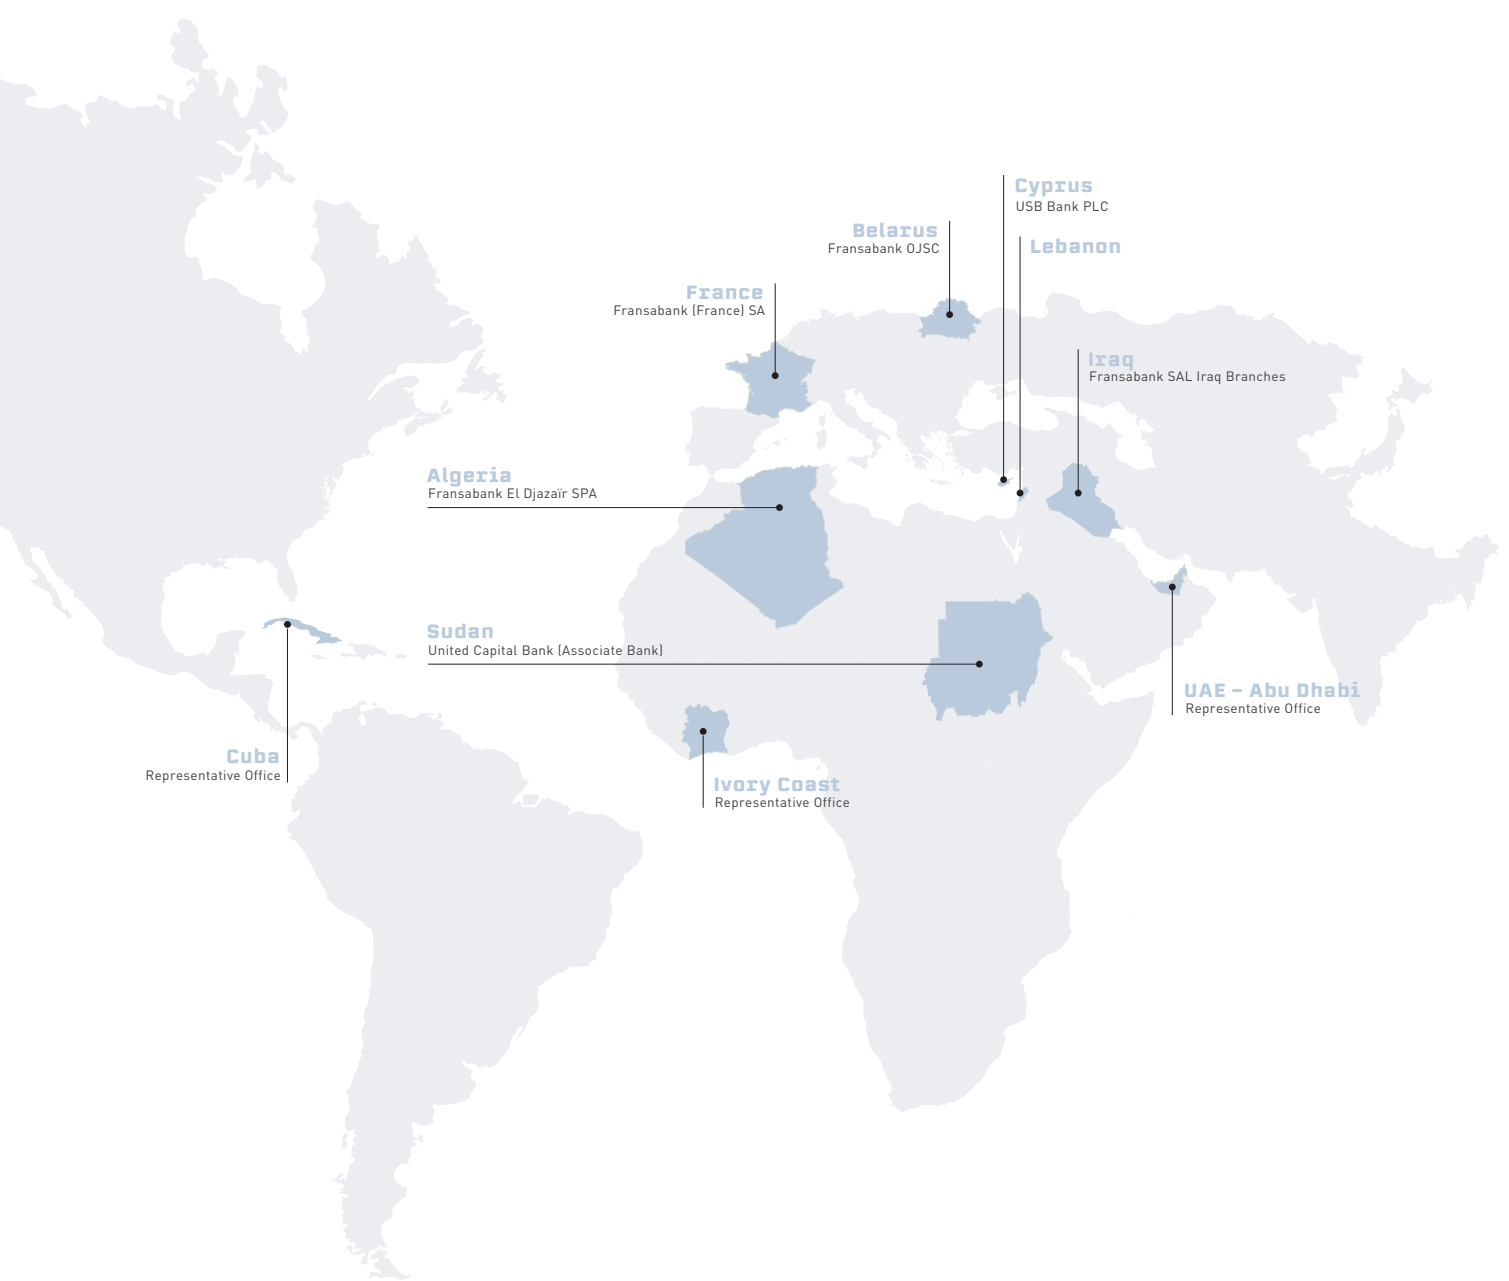 Cyprus
USB Bank PLC
Belarus
Fransabank OJSC
Lebanon
France
Fransabank (France) SA
Iraq
Fransabank SAL Iraq Branches
Algeria
Fransabank El Djazaïr SPA
Sudan
United Capital Bank (Associate Bank)
UAE – Abu Dhabi
Representative Office
Cuba
Representative Office
Ivory Coast
Representative Office